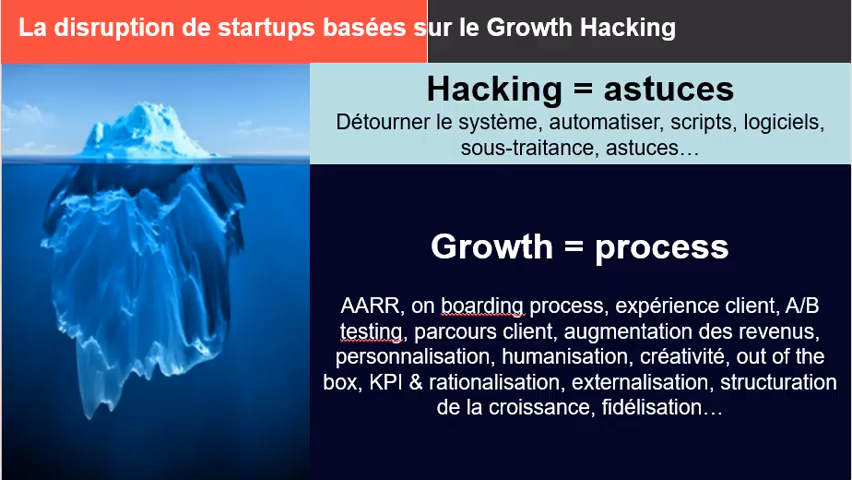 La disruption de startups basées sur le Growth Hacking
Hacking = astuces
Détourner le système, automatiser, scripts, logiciels,
sous-traitance, astuces…
Growth = process
AARR, on boarding process, expérience client, A/B
testing, parcours client, augmentation des revenus,
personnalisation, humanisation, créativité, out of the
box, KPI & rationalisation, externalisation, structuration
de la croissance, fidélisation…